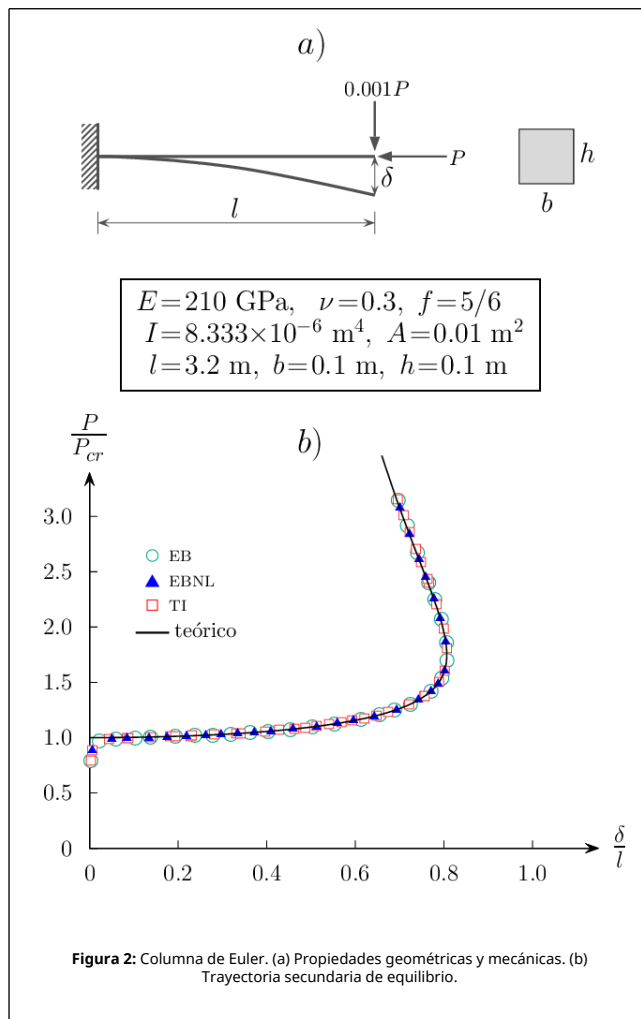 a)
0.001P
P
δ
l
h
b
E=210 GPa, ν=0.3, f=5/6
I=8.333×10⁻⁶ m⁴, A=0.01 m²
l=3.2 m, b=0.1 m, h=0.1 m
P/P_cr
b)
3.0
2.5
2.0
1.5
1.0
0.5
0
EB
EBNL
TI
teórico
0 0.2 0.4 0.6 0.8 1.0
δ/l
Figura 2: Columna de Euler. (a) Propiedades geométricas y mecánicas. (b)
Trayectoria secundaria de equilibrio.